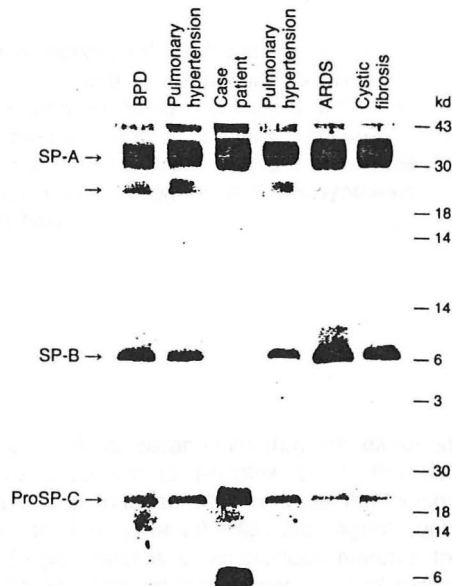 BPD
Pulmonary
hypertension
Case
patient
Pulmonary
hypertension
ARDS
Cystic
fibrosis
kd
— 43
SP-A →
— 30
→
— 18
— 14
— 14
SP-B →
— 6
— 3
— 30
ProSP-C →
— 18
— 14
— 6